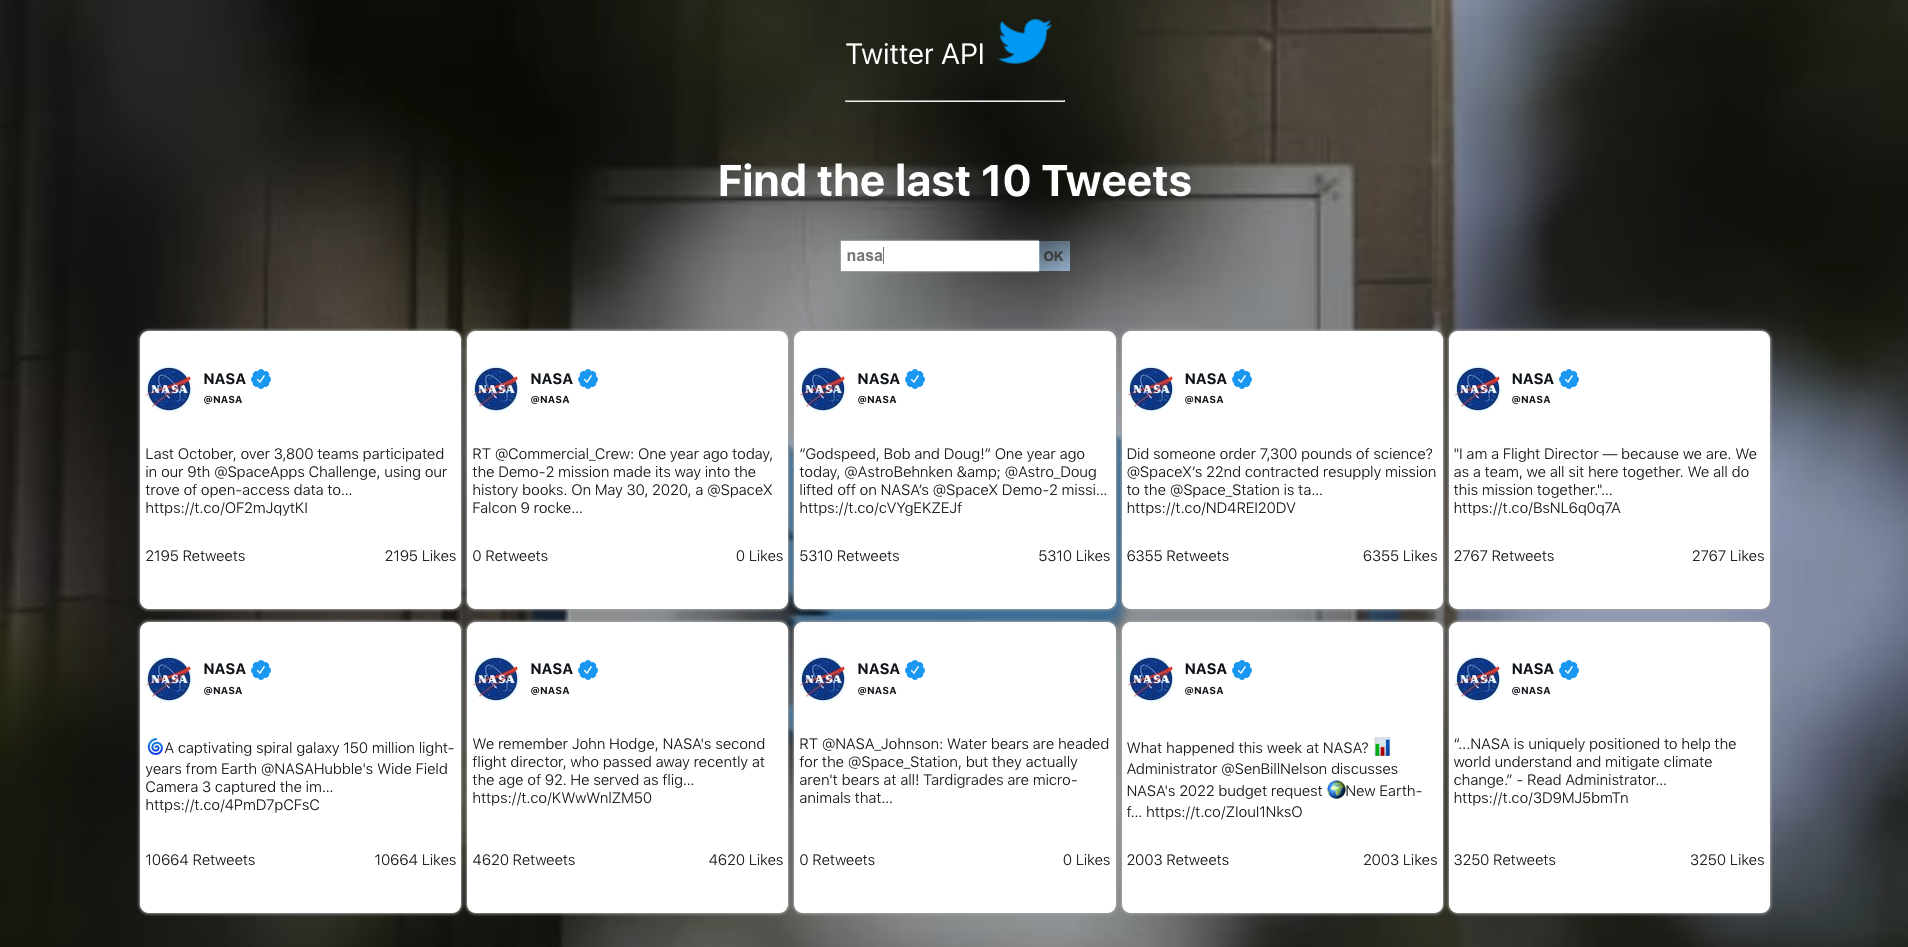 Twitter API
Find the last 10 Tweets
nasa OK
NASA
NASA
@NASA
Last October, over 3,800 teams participated
in our 9th @SpaceApps Challenge, using our
trove of open-access data to...
https://t.co/OF2mJqytKI
2195 Retweets 2195 Likes
NASA
NASA
@NASA
RT @Commercial_Crew: One year ago today,
the Demo-2 mission made its way into the
history books. On May 30, 2020, a @SpaceX
Falcon 9 rocke...
0 Retweets 0 Likes
NASA
NASA
@NASA
“Godspeed, Bob and Doug!” One year ago
today, @AstroBehnken &amp; @Astro_Doug
lifted off on NASA’s @SpaceX Demo-2 missi...
https://t.co/cVYgEKZEJf
5310 Retweets 5310 Likes
NASA
NASA
@NASA
Did someone order 7,300 pounds of science?
@SpaceX’s 22nd contracted resupply mission
to the @Space_Station is ta...
https://t.co/ND4REI20DV
6355 Retweets 6355 Likes
NASA
NASA
@NASA
"I am a Flight Director — because we are. We
as a team, we all sit here together. We all do
this mission together."...
https://t.co/BsNL6q0q7A
2767 Retweets 2767 Likes
NASA
NASA
@NASA
🌀A captivating spiral galaxy 150 million light-
years from Earth @NASAHubble's Wide Field
Camera 3 captured the im...
https://t.co/4PmD7pCFsC
10664 Retweets 10664 Likes
NASA
NASA
@NASA
We remember John Hodge, NASA's second
flight director, who passed away recently at
the age of 92. He served as flig...
https://t.co/KWwWnIZM50
4620 Retweets 4620 Likes
NASA
NASA
@NASA
RT @NASA_Johnson: Water bears are headed
for the @Space_Station, but they actually
aren't bears at all! Tardigrades are micro-
animals that...
0 Retweets 0 Likes
NASA
NASA
@NASA
What happened this week at NASA? 📊
Administrator @SenBillNelson discusses
NASA's 2022 budget request 🌍New Earth-
f... https://t.co/ZIouI1NksO
2003 Retweets 2003 Likes
NASA
NASA
@NASA
“...NASA is uniquely positioned to help the
world understand and mitigate climate
change.” - Read Administrator...
https://t.co/3D9MJ5bmTn
3250 Retweets 3250 Likes